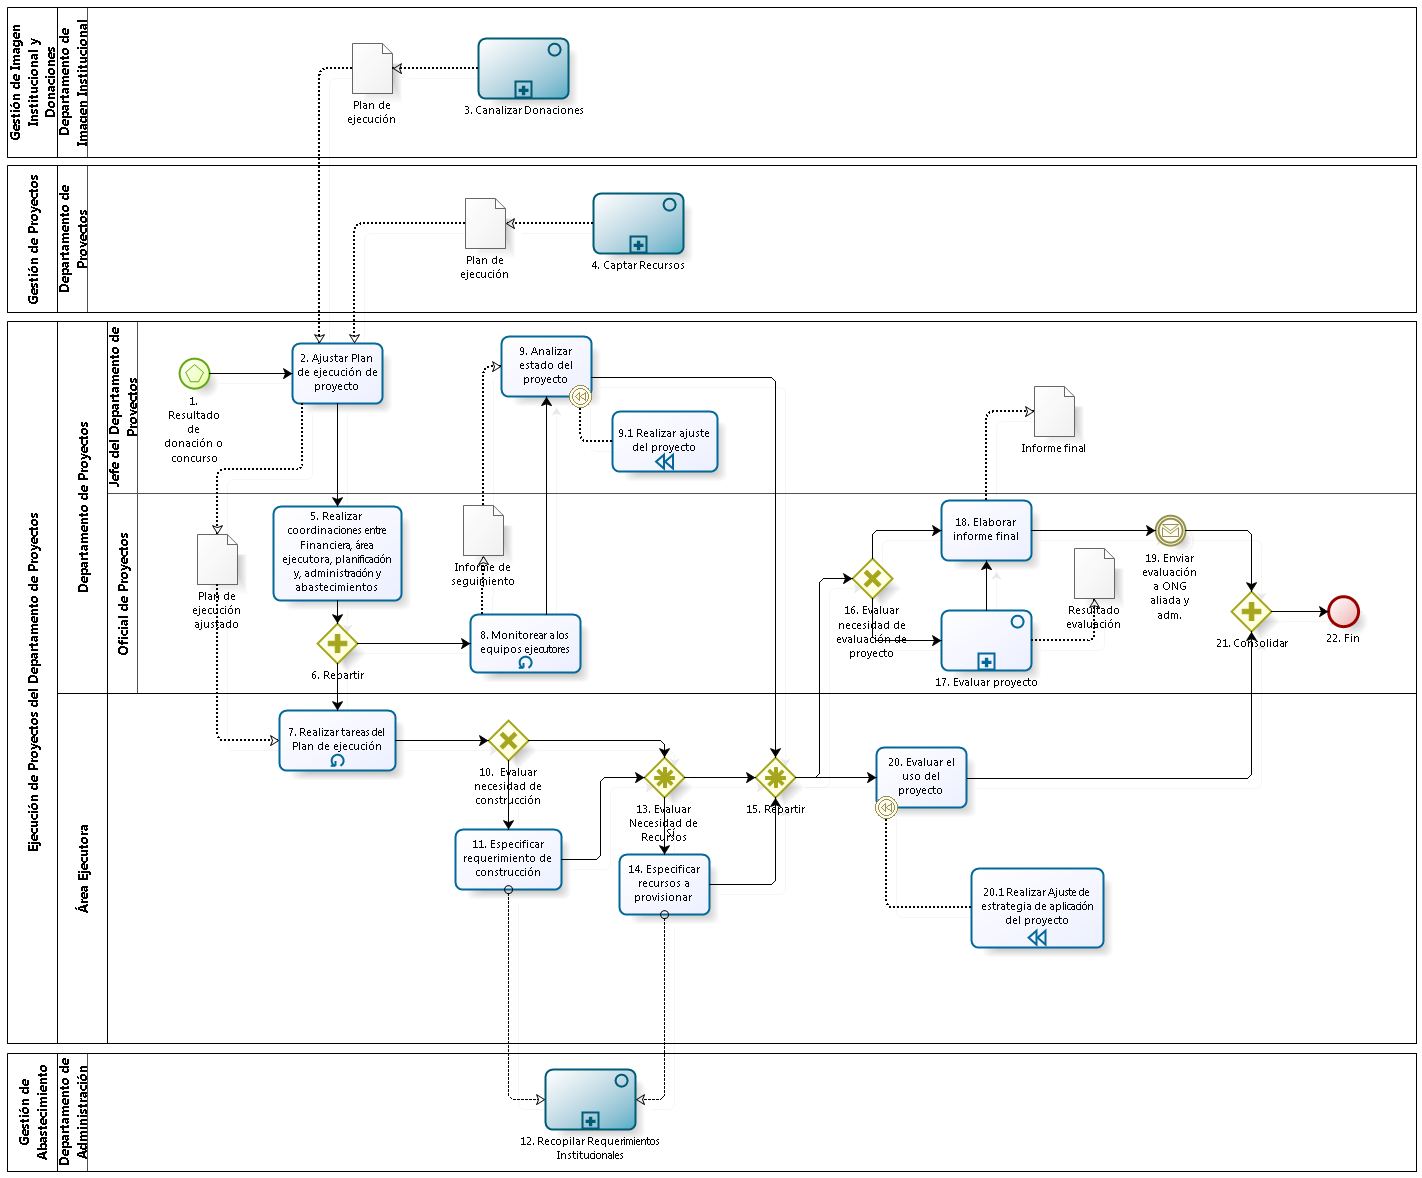 Gestión de Imagen
Institucional y
Donaciones
Departamento de
Imagen Institucional
Plan de
ejecución
3. Canalizar Donaciones
Gestión de Proyectos
Departamento de
Proyectos
Plan de
ejecución
4. Captar Recursos
Ejecución de Proyectos del Departamento de Proyectos
Departamento de Proyectos
Jefe del Departamento de
Proyectos
1.
Resultado
de
donación o
concurso
2. Ajustar Plan
de ejecución de
proyecto
9. Analizar
estado del
proyecto
9.1 Realizar ajuste
del proyecto
Informe final
Oficial de Proyectos
Plan de
ejecución
ajustado
5. Realizar
coordinaciones entre
Financiera, área
ejecutora, planificación
y, administración y
abastecimientos
6. Repartir
Informe de
seguimiento
8. Monitorear a los
equipos ejecutores
16. Evaluar
necesidad de
evaluación de
proyecto
18. Elaborar
informe final
17. Evaluar proyecto
Resultado
evaluación
19. Enviar
evaluación
a ONG
aliada y
adm.
21. Consolidar
22. Fin
Área Ejecutora
7. Realizar tareas del
Plan de ejecución
10. Evaluar
necesidad de
construcción
11. Especificar
requerimiento de
construcción
13. Evaluar
Necesidad de
Recursos
Sí
14. Especificar
recursos a
provisionar
15. Repartir
20. Evaluar el
uso del
proyecto
20.1 Realizar Ajuste de
estrategia de aplicación
del proyecto
Gestión de
Abastecimiento
Departamento de
Administración
12. Recopilar Requerimientos
Institucionales